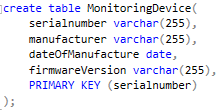 create table MonitoringDevice(
serialnumber varchar(255),
manufacturer varchar(255),
dateOfManufacture date,
firmwareVersion varchar(255),
PRIMARY KEY (serialnumber)
);